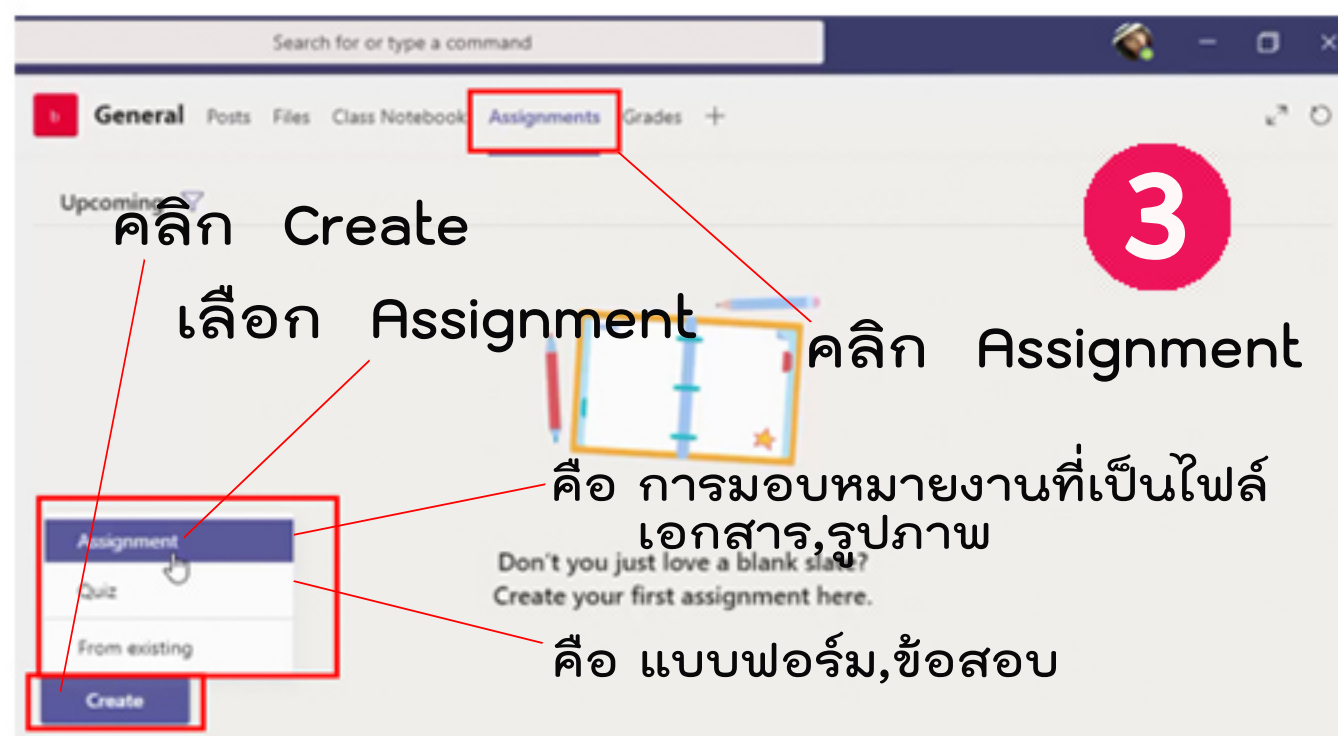 Search for or type a command
b General Posts Files Class Notebook Assignments Grades +
Upcoming
3
คลิก Create
เลือก Assignment
คลิก Assignment
คือ การมอบหมายงานที่เป็นไฟล์
เอกสาร,รูปภาพ
Assignment
Don't you just love a blank slate?
Quiz
Create your first assignment here.
From existing
คือ แบบฟอร์ม,ข้อสอบ
Create